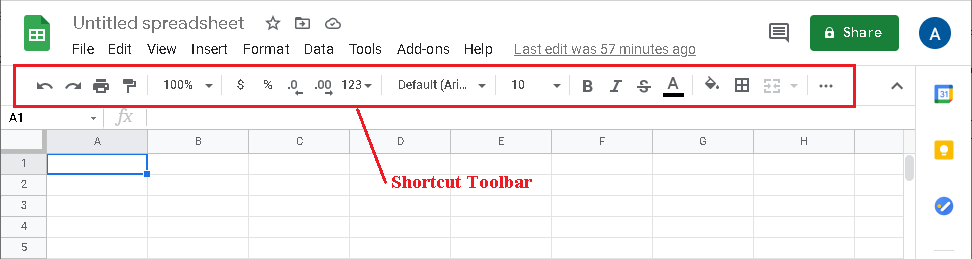 Untitled spreadsheet
File Edit View Insert Format Data Tools Add-ons Help Last edit was 57 minutes ago
Share
A
100% $ % .0 .00 123 Default (Ari... 10 B I S A ...
31
A1 fx
A B C D E F G H
1
2
3
4
5
Shortcut Toolbar